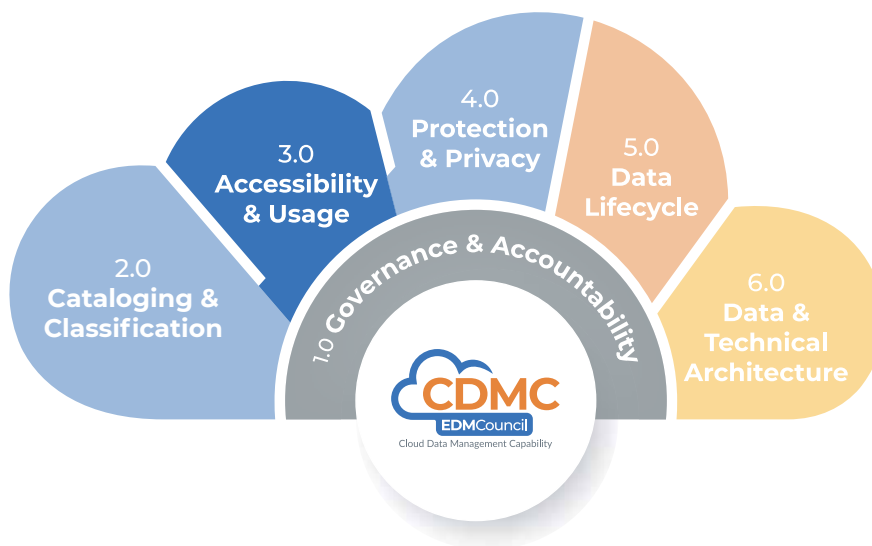 4.0
Protection
& Privacy
5.0
Data
Lifecycle
3.0
Accessibility
& Usage
2.0
Cataloging &
Classification
6.0
Data &
Technical
Architecture
1.0 Governance & Accountability
CDMC
EDMCouncil
Cloud Data Management Capability